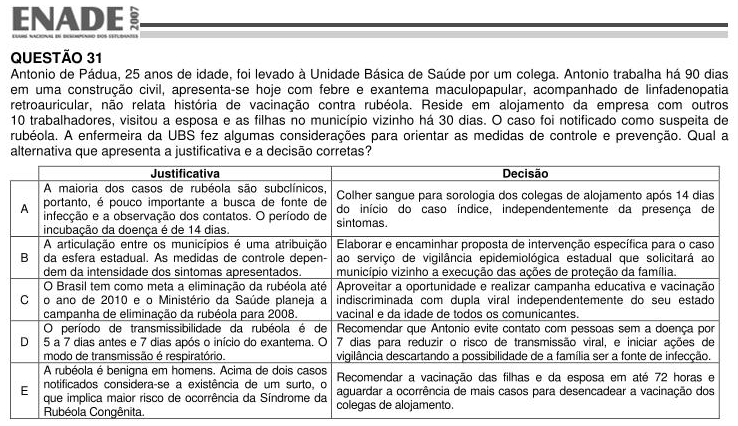 ENADE 2007
EXAME NACIONAL DE DESEMPENHO DOS ESTUDANTES
QUESTÃO 31
Antonio de Pádua, 25 anos de idade, foi levado à Unidade Básica de Saúde por um colega. Antonio trabalha há 90 dias
em uma construção civil, apresenta-se hoje com febre e exantema maculopapular, acompanhado de linfadenopatia
retroauricular, não relata história de vacinação contra rubéola. Reside em alojamento da empresa com outros
10 trabalhadores, visitou a esposa e as filhas no município vizinho há 30 dias. O caso foi notificado como suspeita de
rubéola. A enfermeira da UBS fez algumas considerações para orientar as medidas de controle e prevenção. Qual a
alternativa que apresenta a justificativa e a decisão corretas?
Justificativa
Decisão
A
A maioria dos casos de rubéola são subclínicos,
portanto, é pouco importante a busca de fonte de
infecção e a observação dos contatos. O período de
incubação da doença é de 14 dias.
Colher sangue para sorologia dos colegas de alojamento após 14 dias
do início do caso índice, independentemente da presença de
sintomas.
B
A articulação entre os municípios é uma atribuição
da esfera estadual. As medidas de controle depen-
dem da intensidade dos sintomas apresentados.
Elaborar e encaminhar proposta de intervenção específica para o caso
ao serviço de vigilância epidemiológica estadual que solicitará ao
município vizinho a execução das ações de proteção da família.
C
O Brasil tem como meta a eliminação da rubéola até
o ano de 2010 e o Ministério da Saúde planeja a
campanha de eliminação da rubéola para 2008.
Aproveitar a oportunidade e realizar campanha educativa e vacinação
indiscriminada com dupla viral independentemente do seu estado
vacinal e da idade de todos os comunicantes.
D
O período de transmissibilidade da rubéola é de
5 a 7 dias antes e 7 dias após o início do exantema. O
modo de transmissão é respiratório.
Recomendar que Antonio evite contato com pessoas sem a doença por
7 dias para reduzir o risco de transmissão viral, e iniciar ações de
vigilância descartando a possibilidade de a família ser a fonte de infecção.
E
A rubéola é benigna em homens. Acima de dois casos
notificados considera-se a existência de um surto, o
que implica maior risco de ocorrência da Síndrome da
Rubéola Congênita.
Recomendar a vacinação das filhas e da esposa em até 72 horas e
aguardar a ocorrência de mais casos para desencadear a vacinação dos
colegas de alojamento.